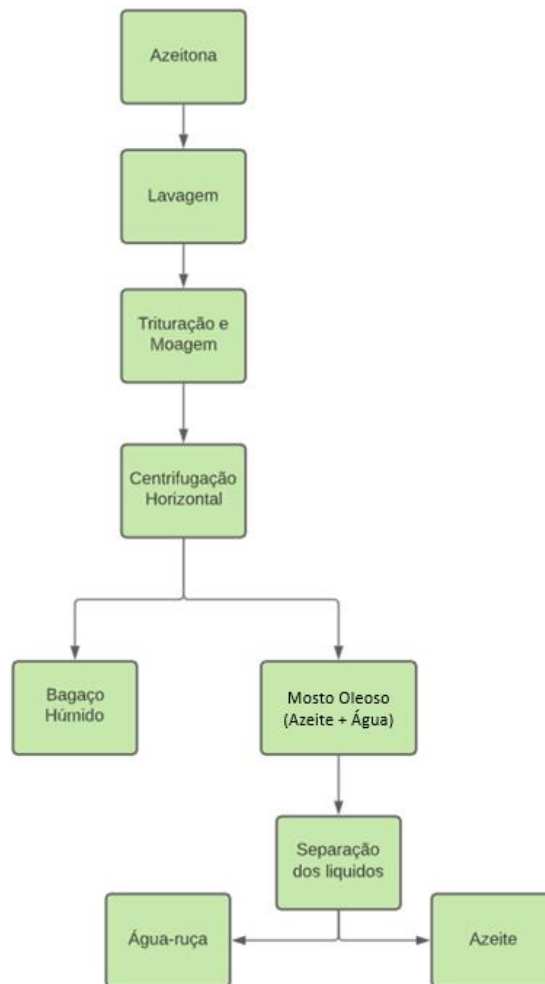 Azeitona
Lavagem
Trituração e
Moagem
Centrifugação
Horizontal
Bagaço
Húmido
Mosto Oleoso
(Azeite + Água)
Separação
dos liquidos
Água-ruça
Azeite